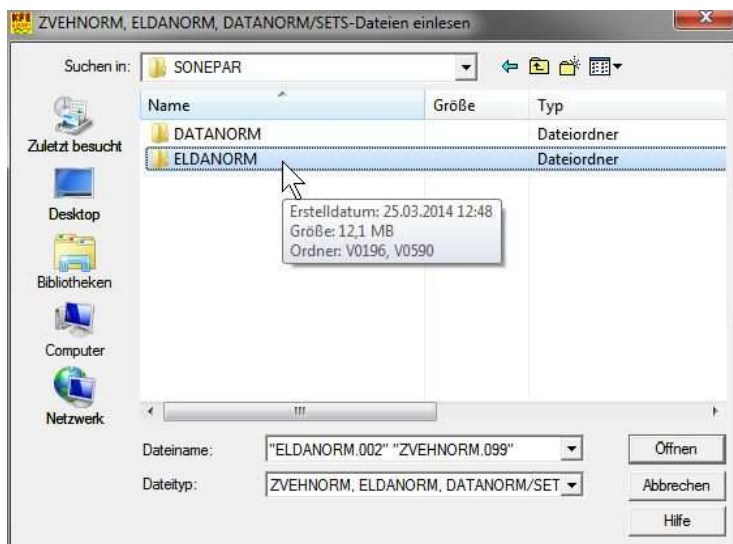 ZVEHNORM, ELDANORM, DATANORM/SETS-Dateien einlesen
Suchen in: SONEPAR
Name Größe Typ
DATANORM Dateiordner
ELDANORM Dateiordner
Erstelldatum: 25.03.2014 12:48
Größe: 12,1 MB
Ordner: V0196, V0590
Zuletzt besucht
Desktop
Bibliotheken
Computer
Netzwerk
Dateiname: "ELDANORM.002" "ZVEHNORM.099" Öffnen
Dateityp: ZVEHNORM, ELDANORM, DATANORM/SET Abbrechen
Hilfe